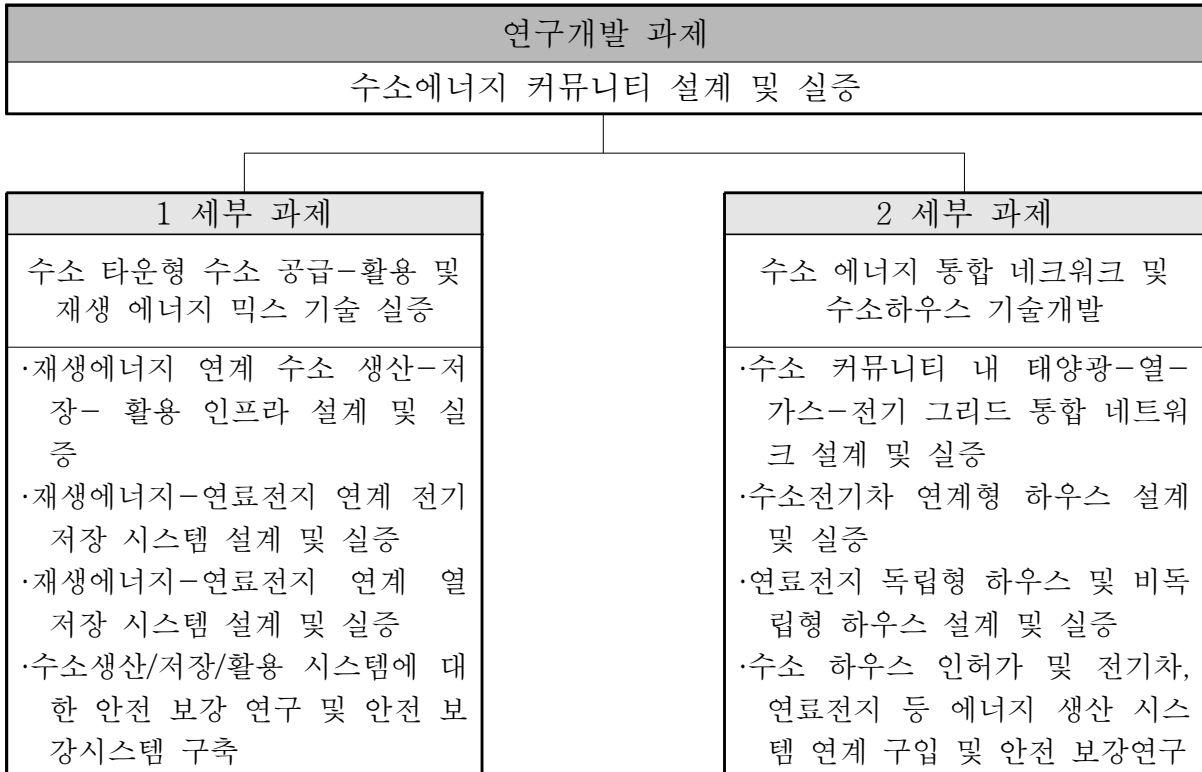 연구개발 과제
수소에너지 커뮤니티 설계 및 실증
1 세부 과제
수소 타운형 수소 공급-활용 및
재생 에너지 믹스 기술 실증
·재생에너지 연계 수소 생산-저
장- 활용 인프라 설계 및 실
증
·재생에너지-연료전지 연계 전기
저장 시스템 설계 및 실증
·재생에너지-연료전지 연계 열
저장 시스템 설계 및 실증
·수소생산/저장/활용 시스템에 대
한 안전 보강 연구 및 안전 보
강시스템 구축
2 세부 과제
수소 에너지 통합 네크워크 및
수소하우스 기술개발
·수소 커뮤니티 내 태양광-열-
가스-전기 그리드 통합 네트워
크 설계 및 실증
·수소전기차 연계형 하우스 설계
및 실증
·연료전지 독립형 하우스 및 비독
립형 하우스 설계 및 실증
·수소 하우스 인허가 및 전기차,
연료전지 등 에너지 생산 시스
템 연계 구입 및 안전 보강연구